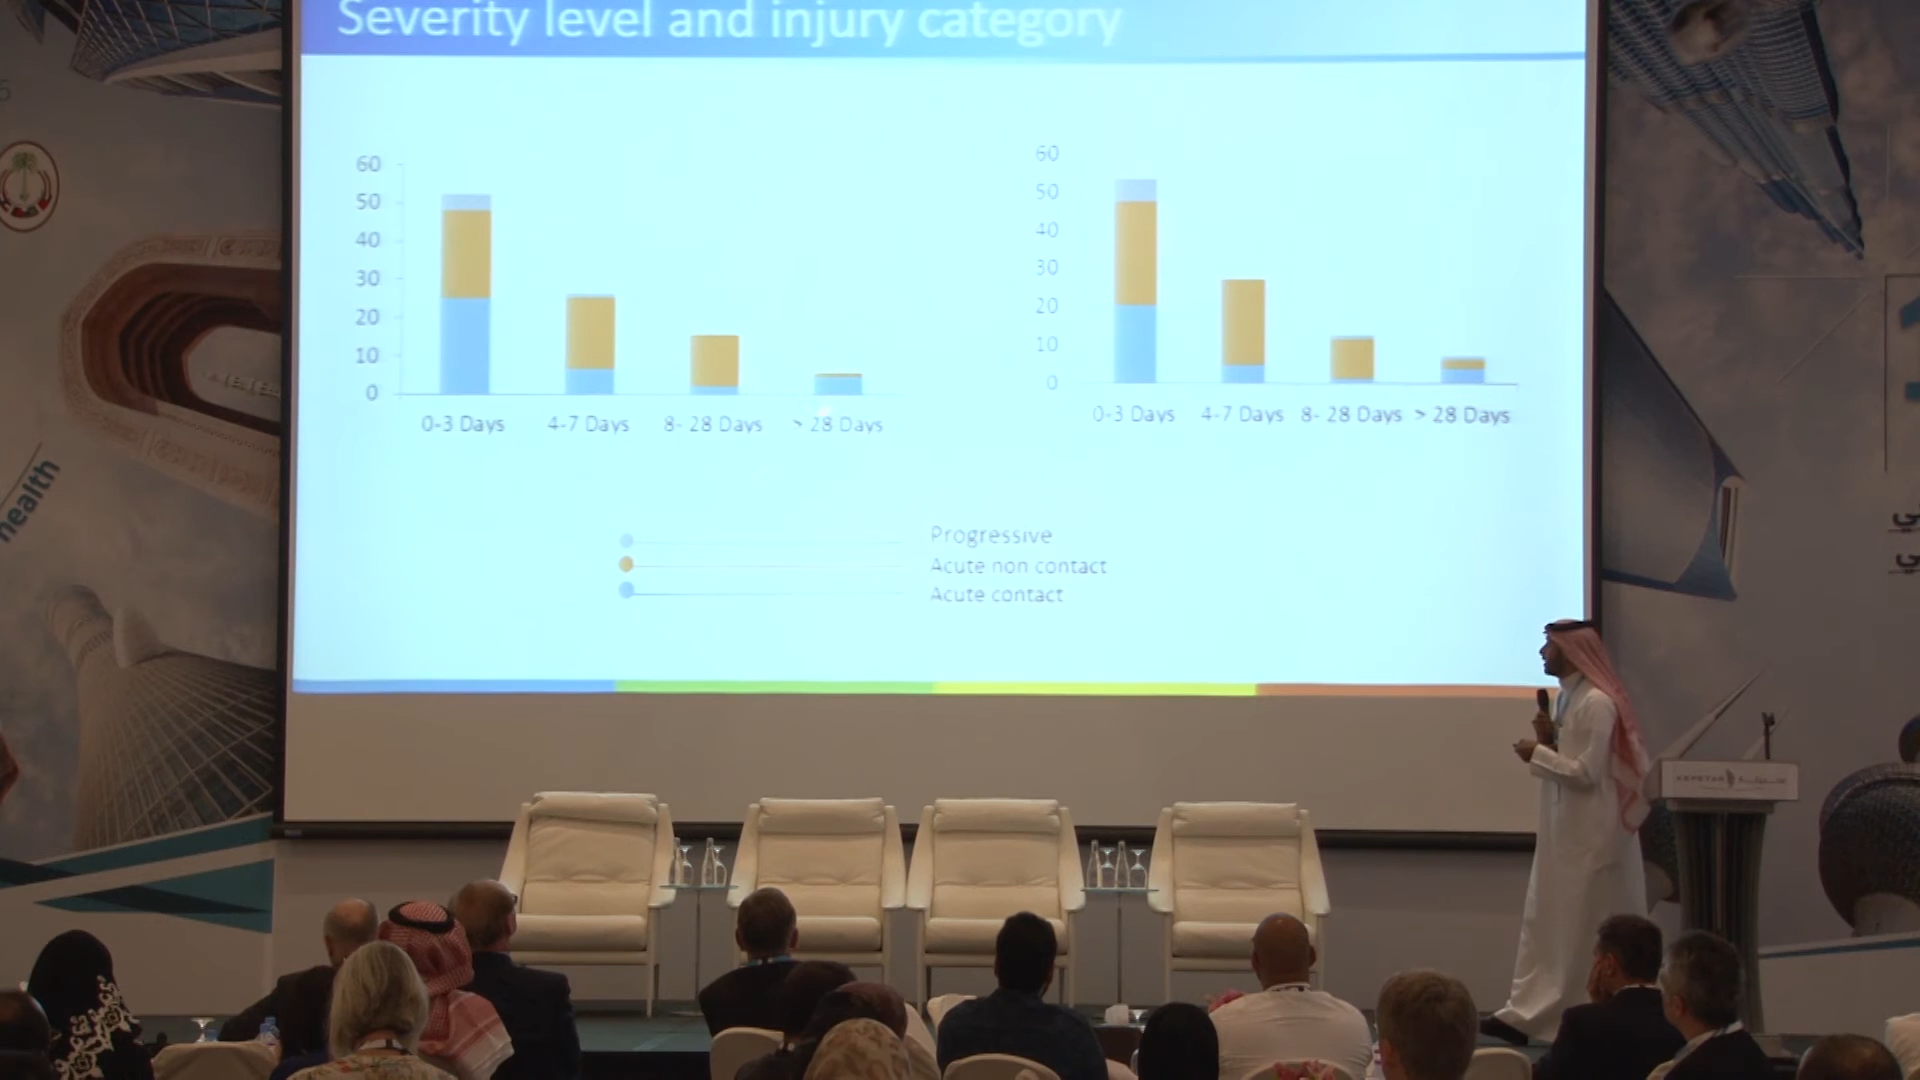 Severity level and injury category
60
50
40
30
20
10
0
0-3 Days 4-7 Days 8- 28 Days > 28 Days
60
50
40
30
20
10
0
0-3 Days 4-7 Days 8- 28 Days > 28 Days
Progressive
Acute non contact
Acute contact
health
ASPETAR